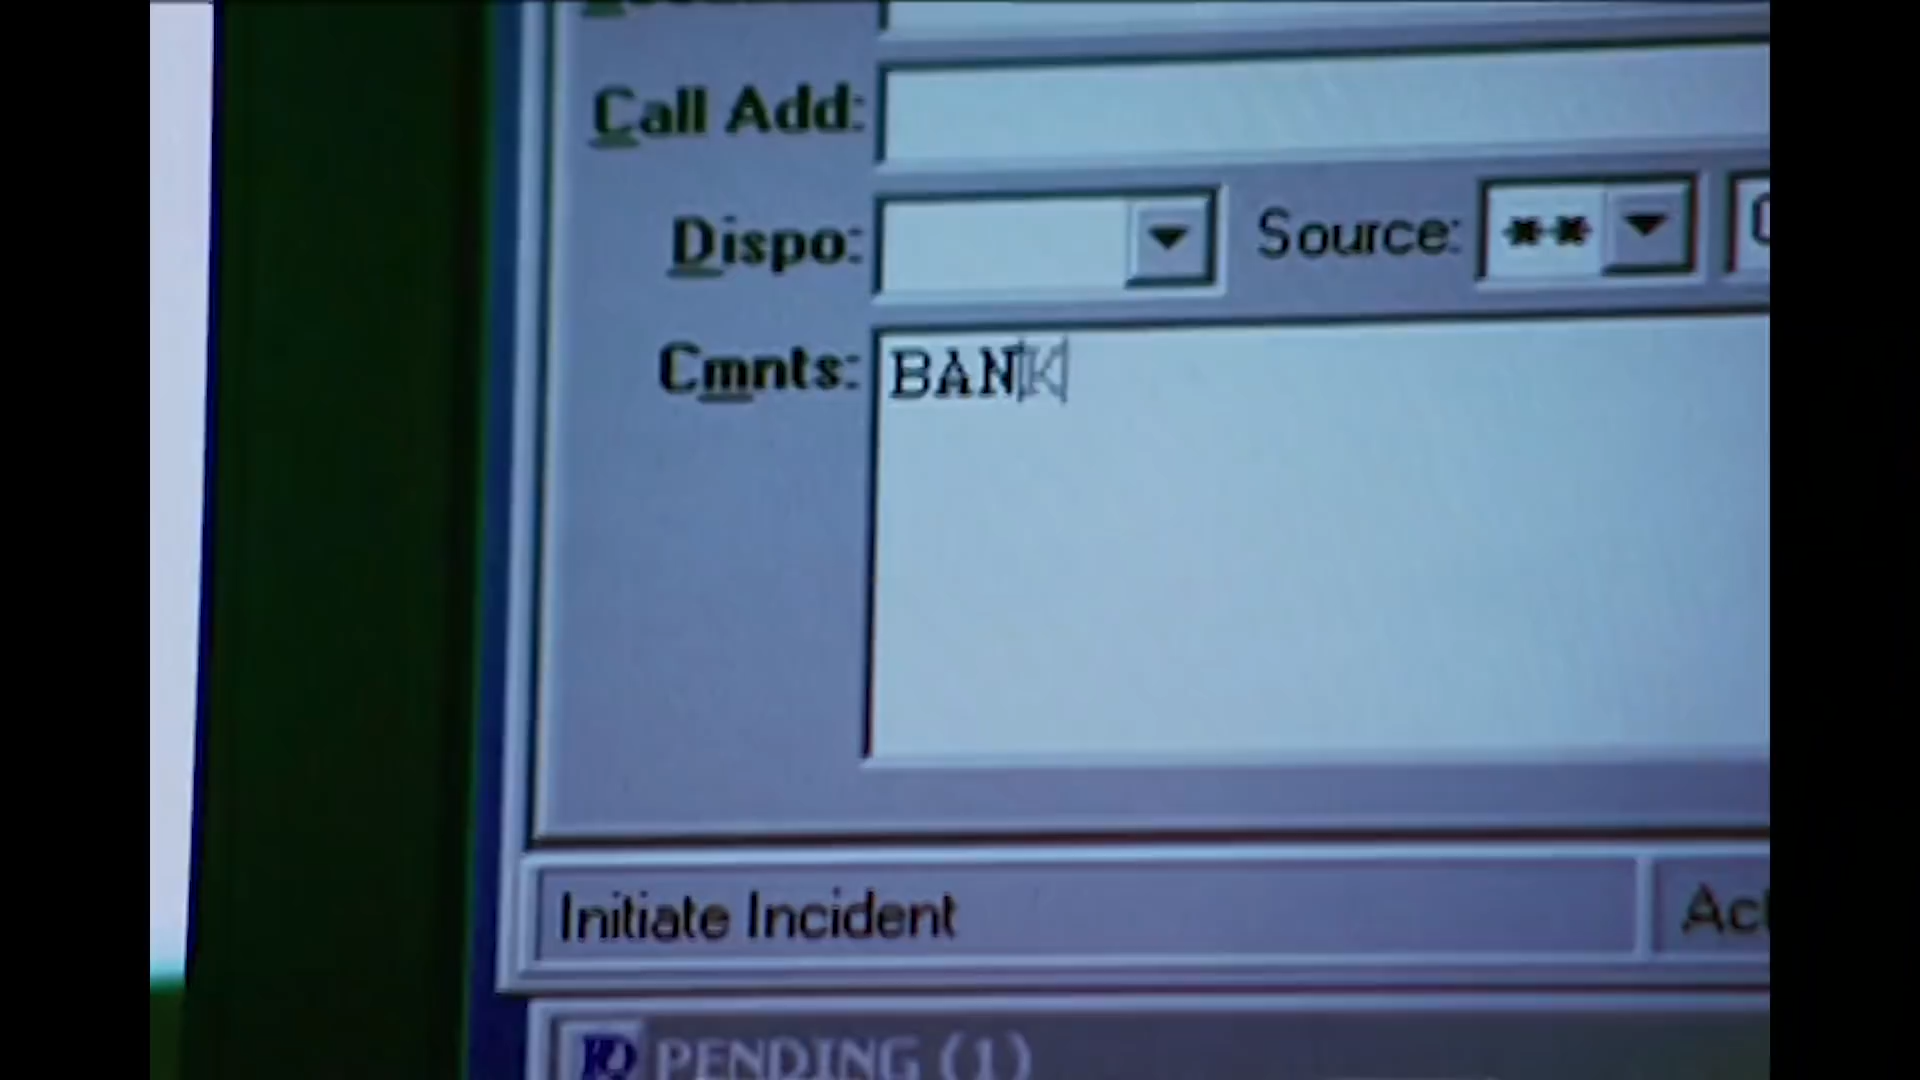 Call Add:
Dispo: Source: **
Cmnts: BANK
Initiate Incident
PENDING (1)